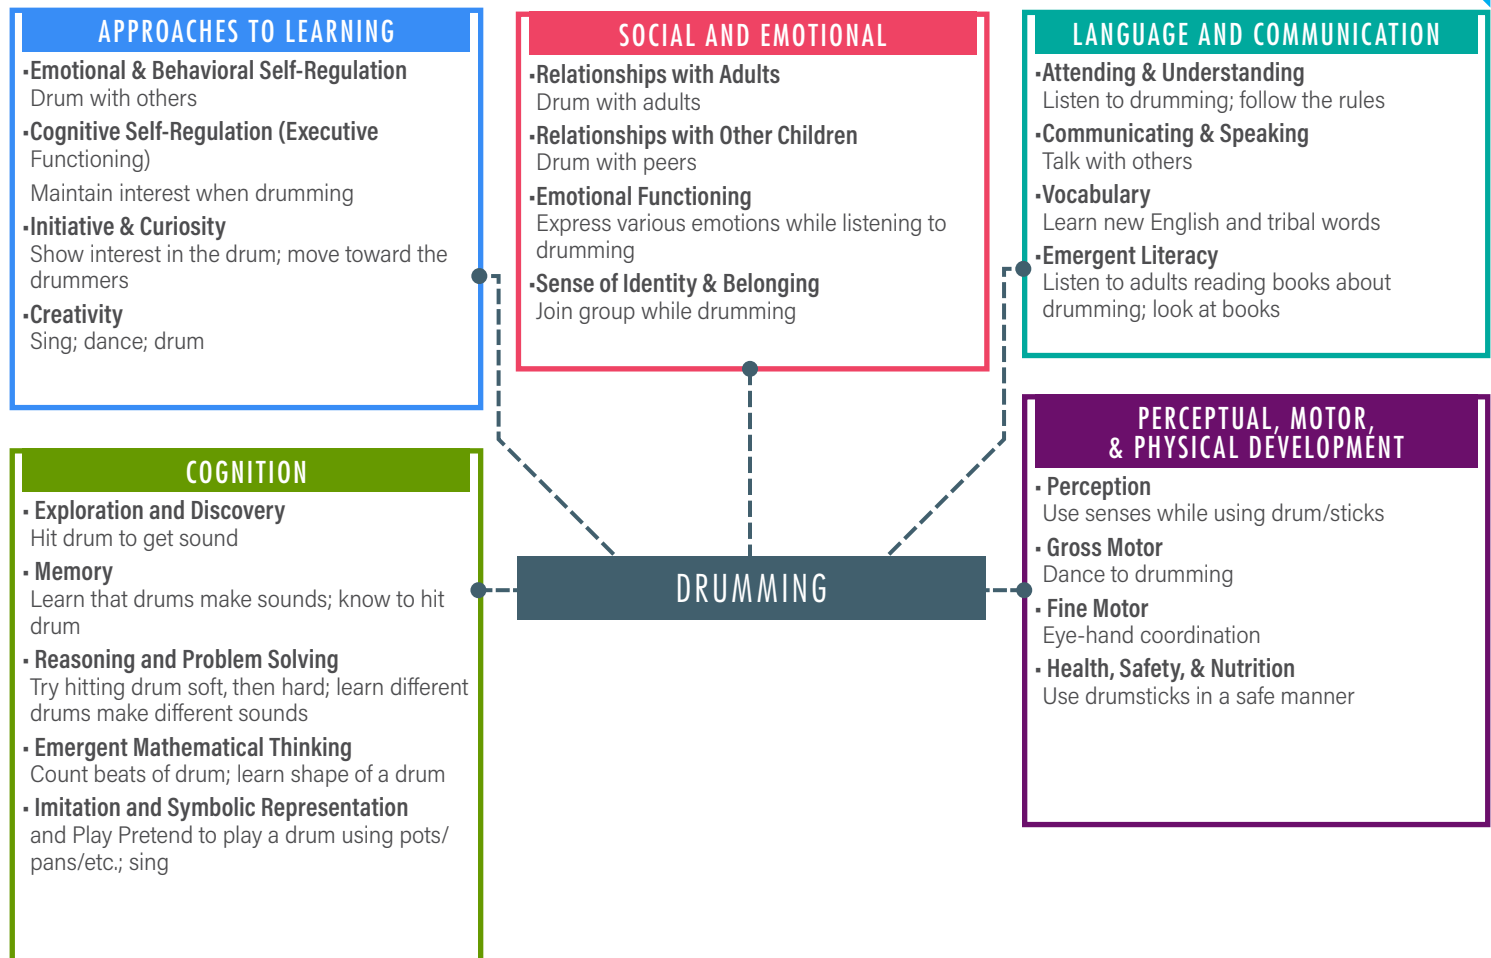 APPROACHES TO LEARNING
▪Emotional & Behavioral Self-Regulation
Drum with others
▪Cognitive Self-Regulation (Executive
Functioning)
Maintain interest when drumming
▪Initiative & Curiosity
Show interest in the drum; move toward the
drummers
▪Creativity
Sing; dance; drum
SOCIAL AND EMOTIONAL
▪Relationships with Adults
Drum with adults
▪Relationships with Other Children
Drum with peers
▪Emotional Functioning
Express various emotions while listening to
drumming
▪Sense of Identity & Belonging
Join group while drumming
LANGUAGE AND COMMUNICATION
▪Attending & Understanding
Listen to drumming; follow the rules
▪Communicating & Speaking
Talk with others
▪Vocabulary
Learn new English and tribal words
▪Emergent Literacy
Listen to adults reading books about
drumming; look at books
COGNITION
▪ Exploration and Discovery
Hit drum to get sound
▪ Memory
Learn that drums make sounds; know to hit
drum
▪ Reasoning and Problem Solving
Try hitting drum soft, then hard; learn different
drums make different sounds
▪ Emergent Mathematical Thinking
Count beats of drum; learn shape of a drum
▪ Imitation and Symbolic Representation
and Play Pretend to play a drum using pots/
pans/etc.; sing
DRUMMING
PERCEPTUAL, MOTOR,
& PHYSICAL DEVELOPMENT
▪ Perception
Use senses while using drum/sticks
▪ Gross Motor
Dance to drumming
▪ Fine Motor
Eye-hand coordination
▪ Health, Safety, & Nutrition
Use drumsticks in a safe manner